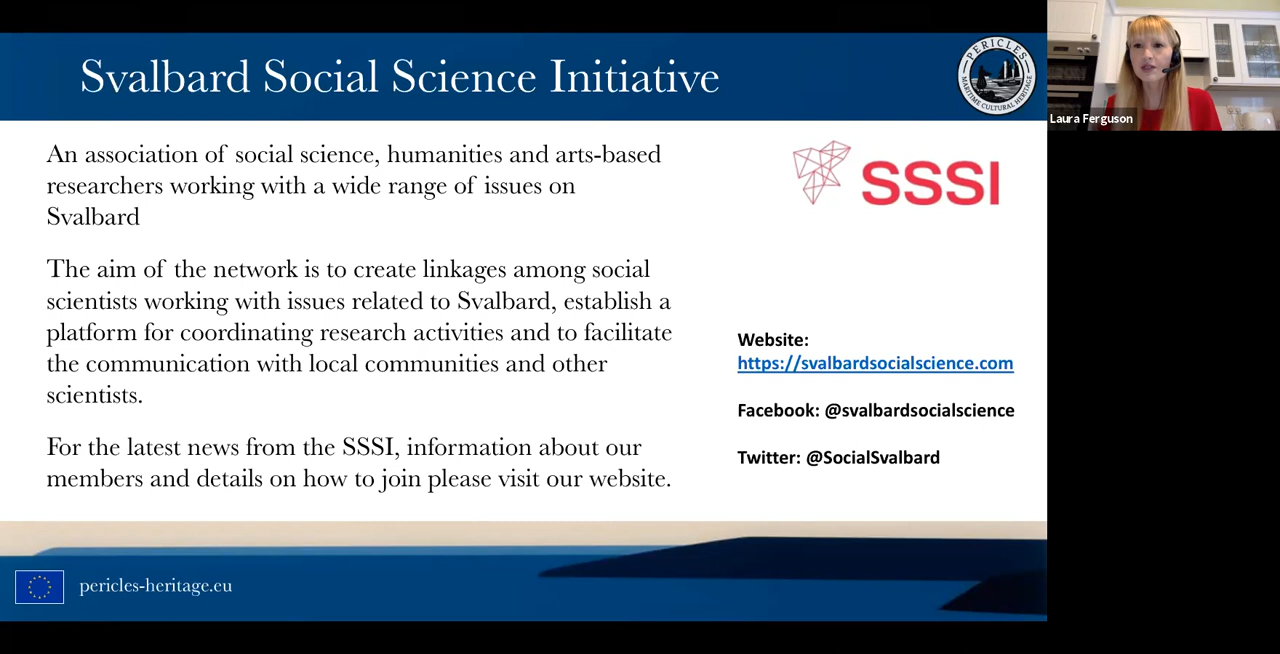 Svalbard Social Science Initiative
PERICLES
MARITIME CULTURAL HERITAGE
Laura Ferguson
An association of social science, humanities and arts-based
researchers working with a wide range of issues on
Svalbard
The aim of the network is to create linkages among social
scientists working with issues related to Svalbard, establish a
platform for coordinating research activities and to facilitate
the communication with local communities and other
scientists.
For the latest news from the SSSI, information about our
members and details on how to join please visit our website.
SSSI
Website:
https://svalbardsocialscience.com
Facebook: @svalbardsocialscience
Twitter: @SocialSvalbard
pericles-heritage.eu